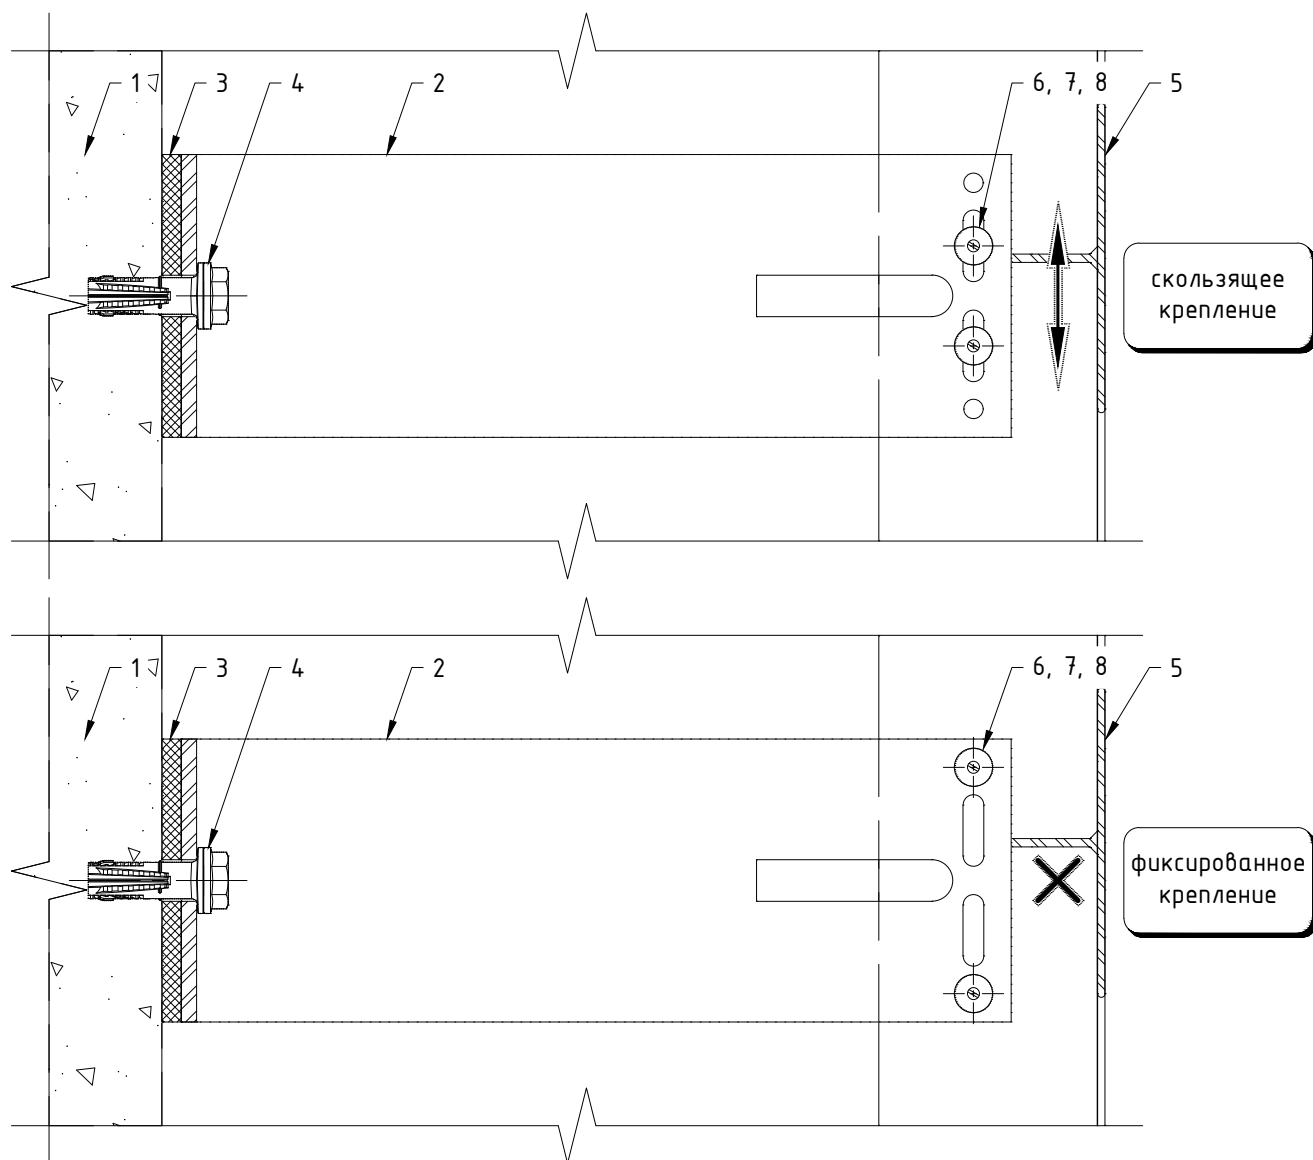 1 3 4 2 6, 7, 8 5
скользящее
крепление
1 3 4 2 6, 7, 8 5
фиксированное
крепление